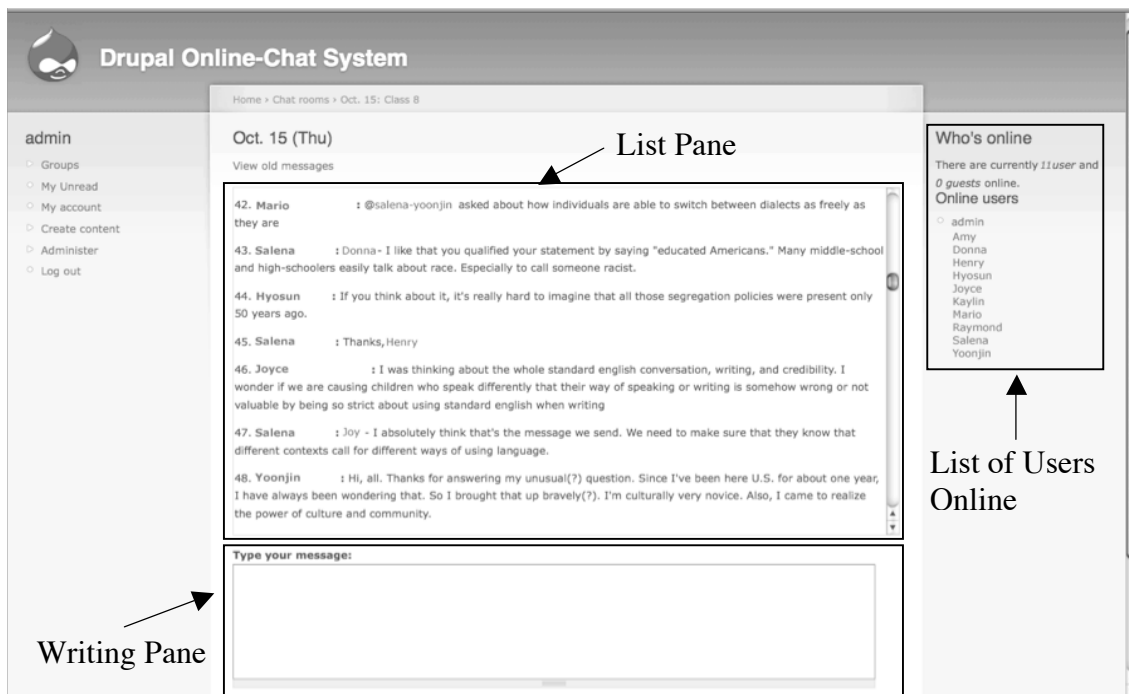 Drupal Online-Chat System
Home › Chat rooms › Oct. 15: Class 8
admin
Groups
My Unread
My account
Create content
Administer
Log out
Oct. 15 (Thu)
View old messages
List Pane
42. Mario : @salena-yoonjin asked about how individuals are able to switch between dialects as freely as
they are
43. Salena : Donna- I like that you qualified your statement by saying "educated Americans." Many middle-school
and high-schoolers easily talk about race. Especially to call someone racist.
44. Hyosun : If you think about it, it's really hard to imagine that all those segregation policies were present only
50 years ago.
45. Salena : Thanks, Henry
46. Joyce : I was thinking about the whole standard english conversation, writing, and credibility. I
wonder if we are causing children who speak differently that their way of speaking or writing is somehow wrong or not
valuable by being so strict about using standard english when writing
47. Salena : Joy - I absolutely think that's the message we send. We need to make sure that they know that
different contexts call for different ways of using language.
48. Yoonjin : Hi, all. Thanks for answering my unusual(?) question. Since I've been here U.S. for about one year,
I have always been wondering that. So I brought that up bravely(?). I'm culturally very novice. Also, I came to realize
the power of culture and community.
Type your message:
Writing Pane
Who's online
There are currently 11user and
0 guests online.
Online users
admin
Amy
Donna
Henry
Hyosun
Joyce
Kaylin
Mario
Raymond
Salena
Yoonjin
List of Users
Online